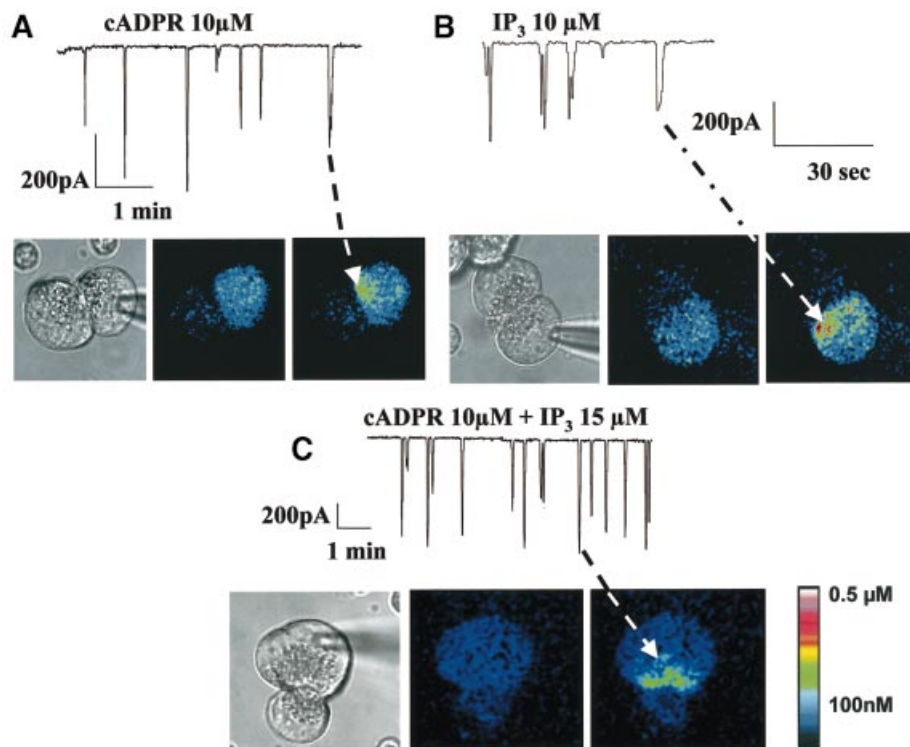 A
cADPR 10µM
200pA
1 min
B
IP₃ 10 µM
200pA
30 sec
C
cADPR 10µM + IP₃ 15 µM
200pA
1 min
0.5 µM
100nM